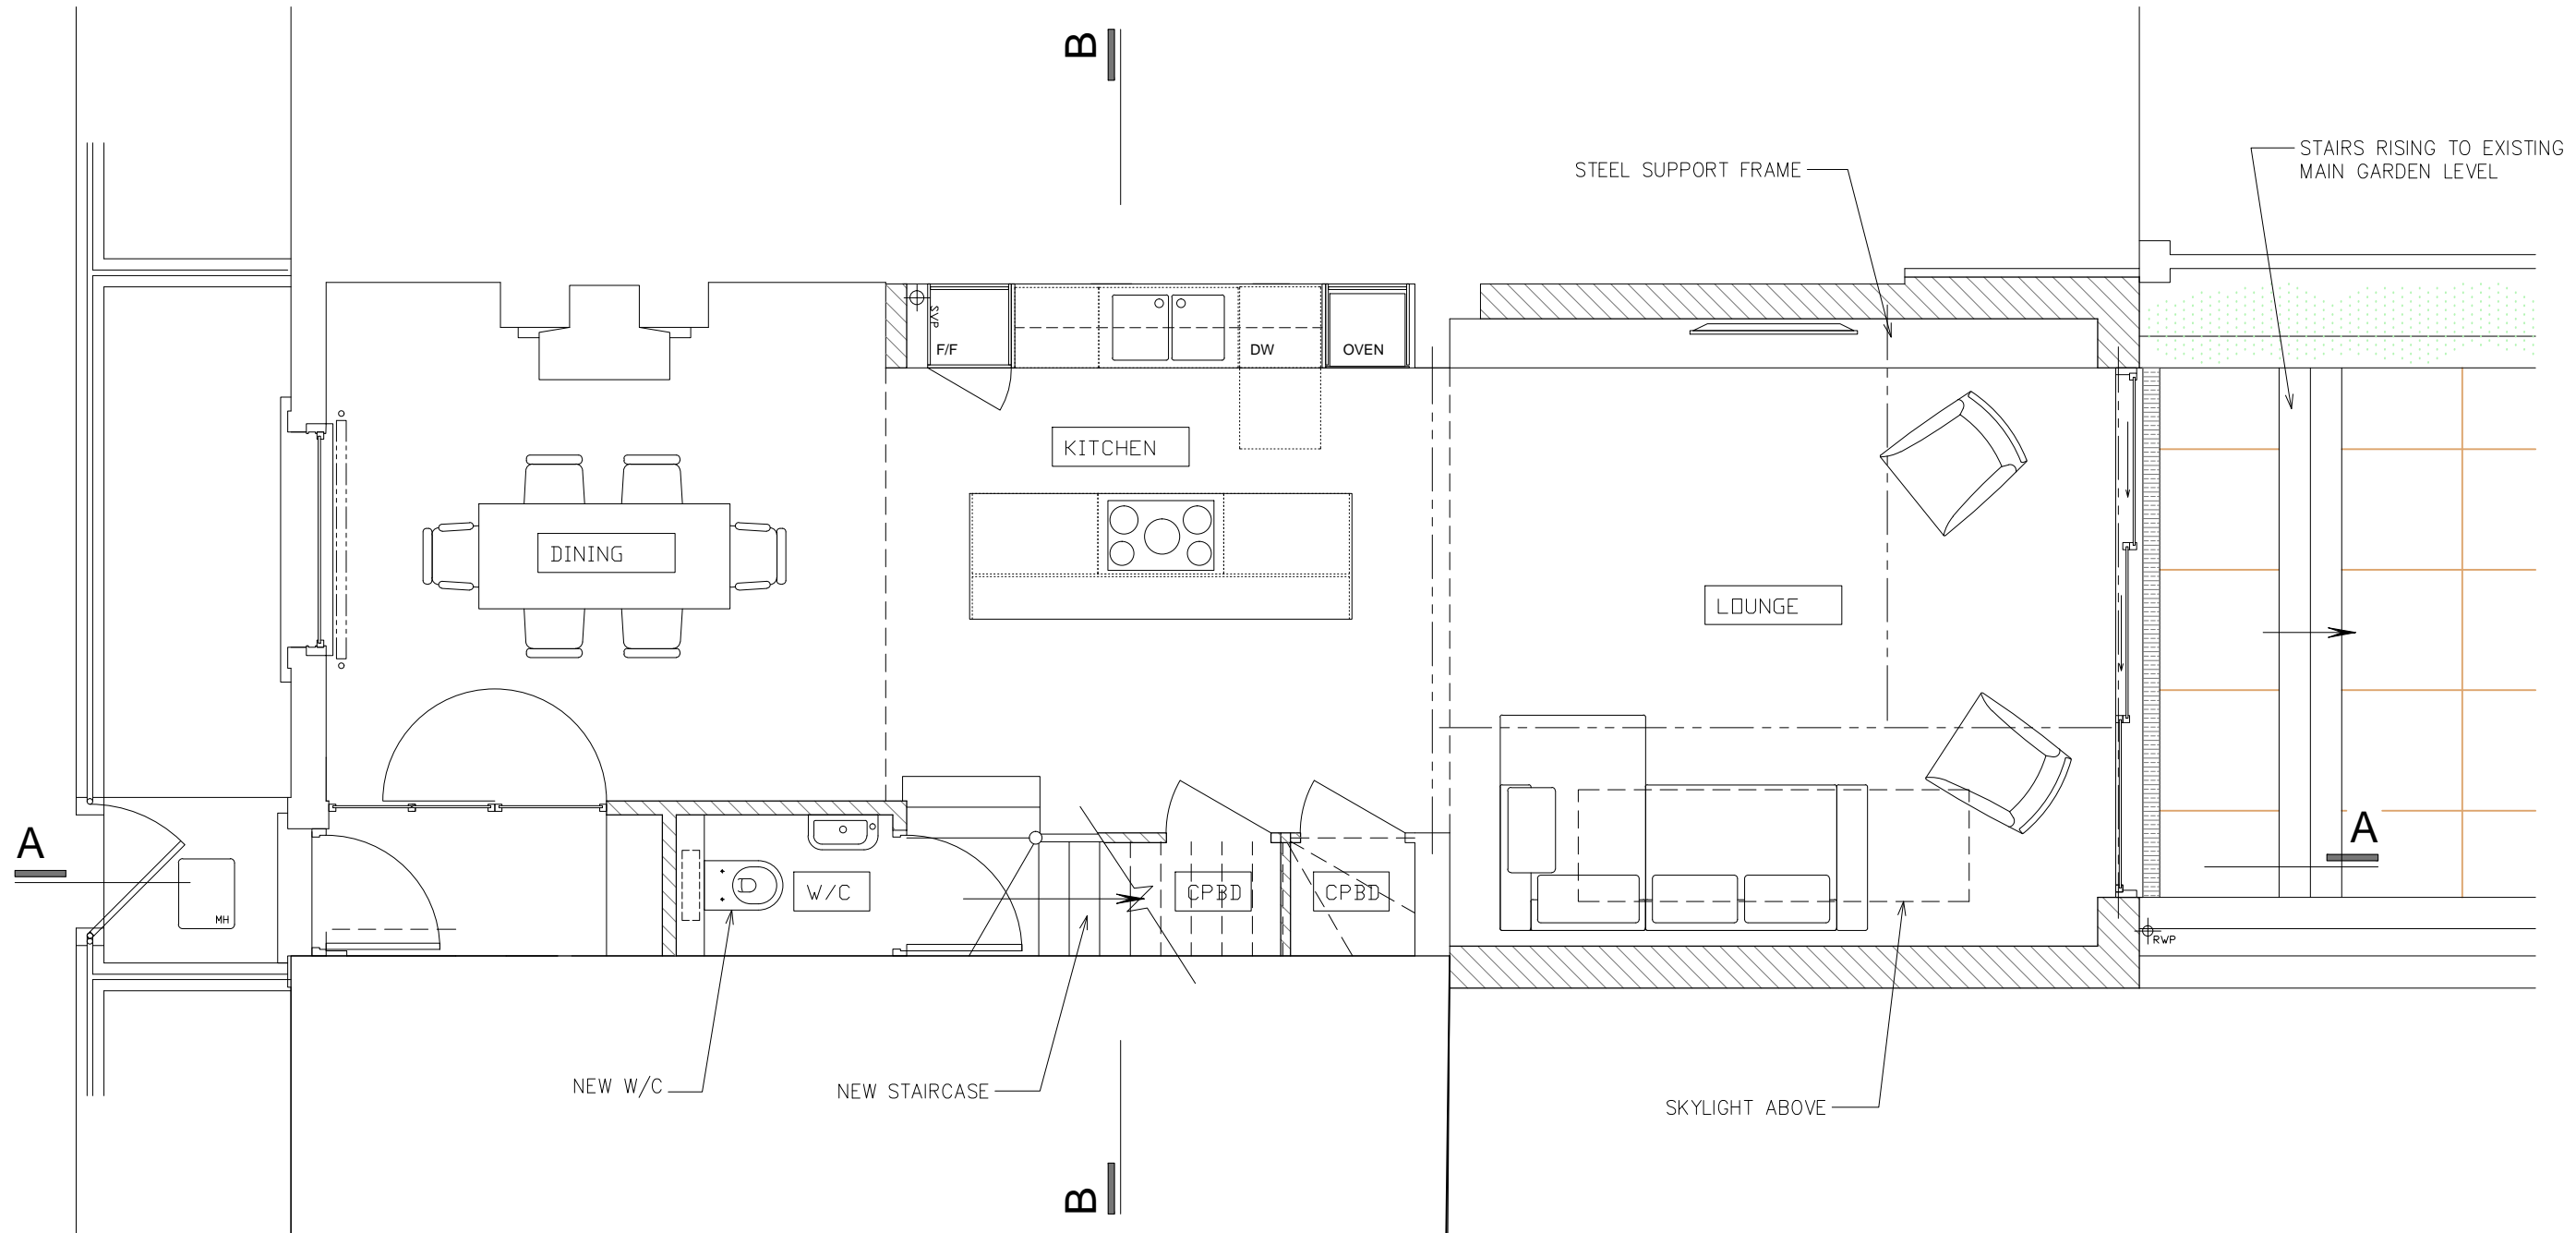 B
STEEL SUPPORT FRAME
STAIRS RISING TO EXISTING
MAIN GARDEN LEVEL
SVP
F/F
DW
OVEN
KITCHEN
DINING
LOUNGE
A
A
MH
W/C
CPBD
CPBD
RWP
NEW W/C
NEW STAIRCASE
SKYLIGHT ABOVE
B